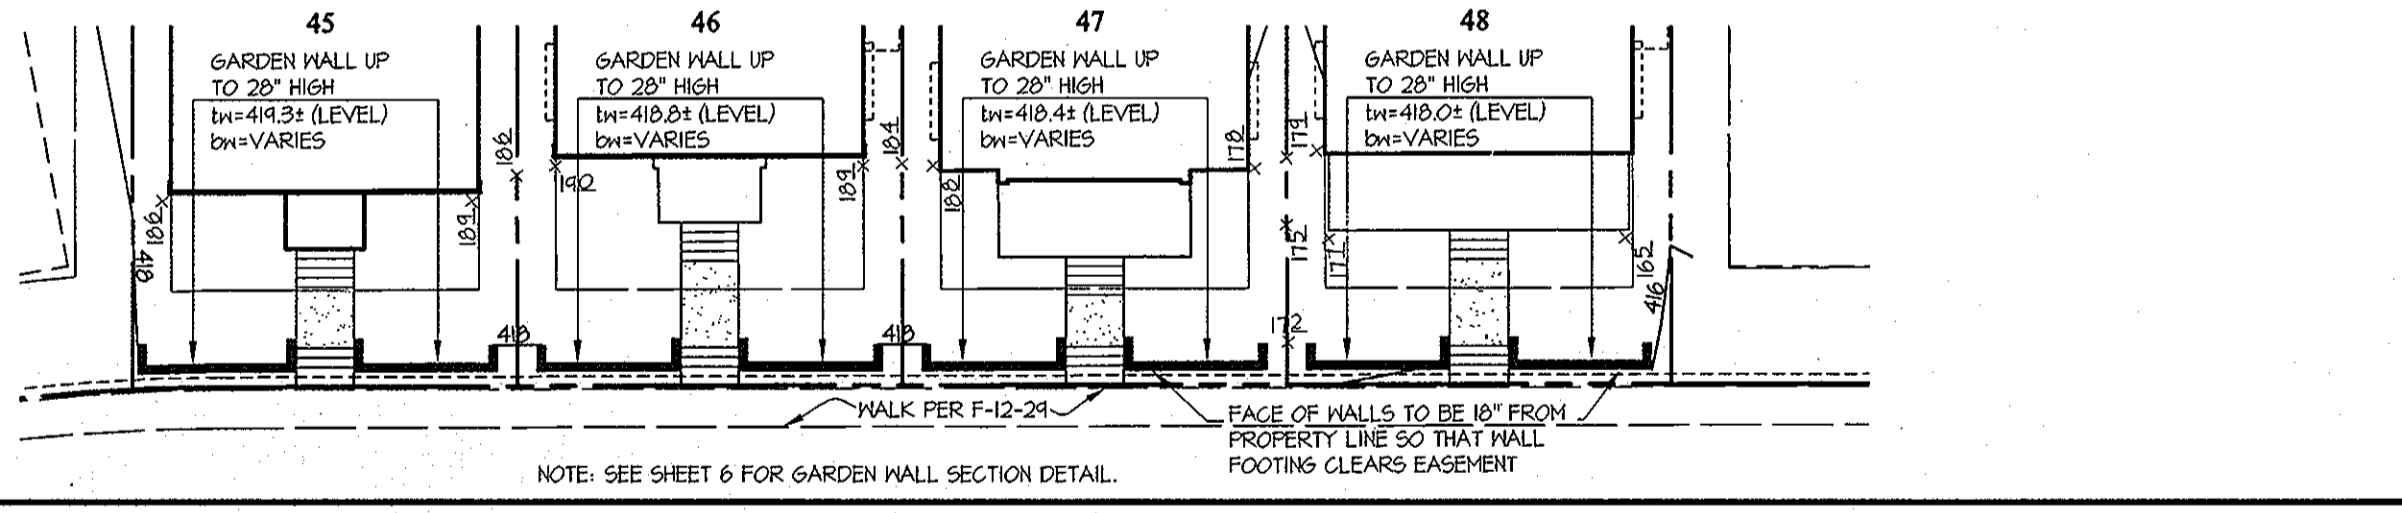 45
GARDEN WALL UP
TO 28" HIGH
tw=419.3± (LEVEL)
bw=VARIES
46
GARDEN WALL UP
TO 28" HIGH
tw=418.8± (LEVEL)
bw=VARIES
47
GARDEN WALL UP
TO 28" HIGH
tw=418.4± (LEVEL)
bw=VARIES
48
GARDEN WALL UP
TO 28" HIGH
tw=418.0± (LEVEL)
bw=VARIES
186
189
186
190
189
184
188
178
179
175
171
165
172
418
418
418
416
WALK PER F-12-29
FACE OF WALLS TO BE 18" FROM
PROPERTY LINE SO THAT WALL
FOOTING CLEARS EASEMENT
NOTE: SEE SHEET 6 FOR GARDEN WALL SECTION DETAIL.